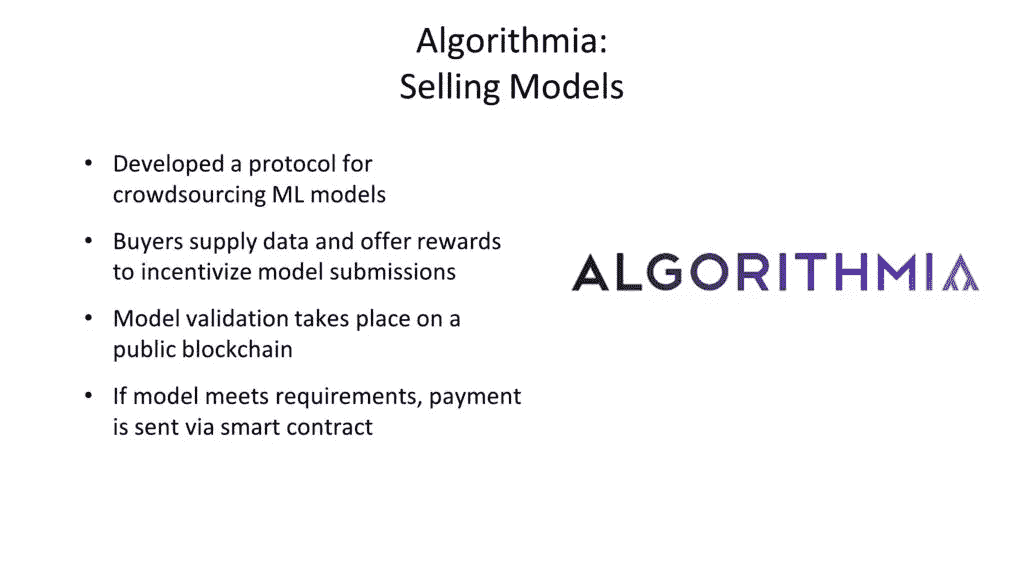 Algorithmia:
Selling Models
• Developed a protocol for
crowdsourcing ML models
• Buyers supply data and offer rewards
to incentivize model submissions
• Model validation takes place on a
public blockchain
• If model meets requirements, payment
is sent via smart contract
ALGORITHMIA